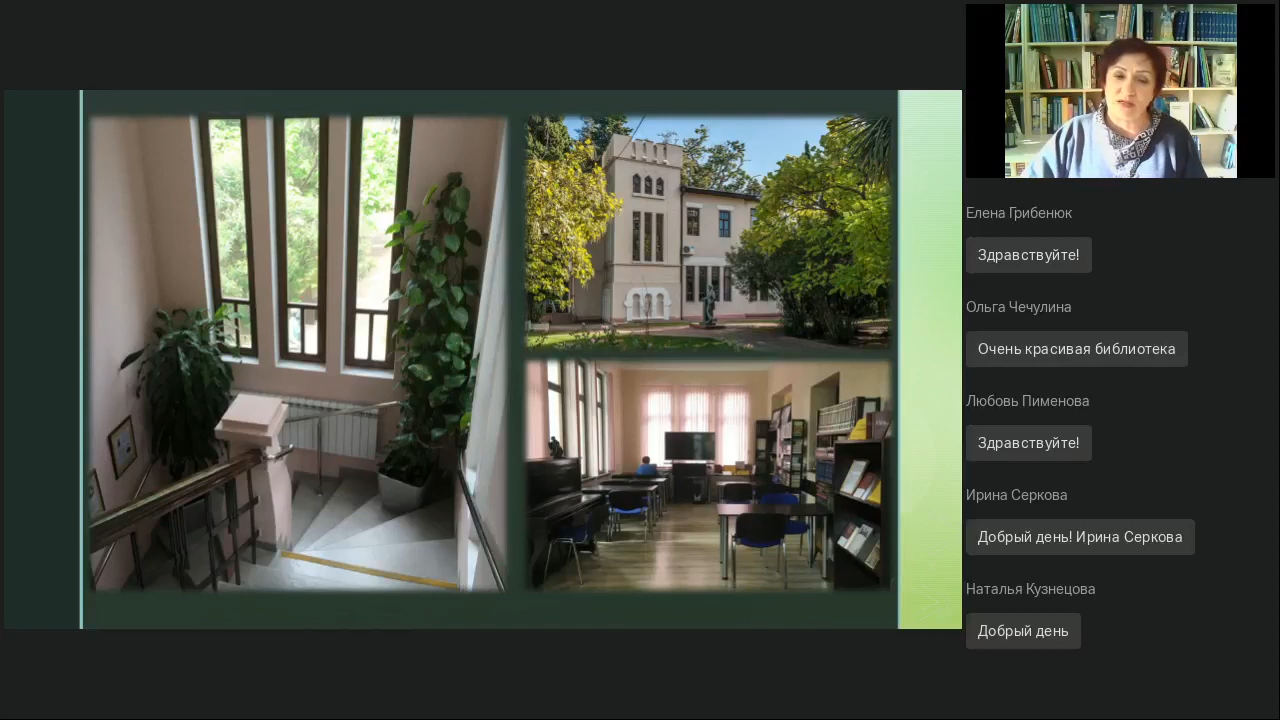 Елена Грибенюк
Здравствуйте!
Ольга Чечулина
Очень красивая библиотека
Любовь Пименова
Здравствуйте!
Ирина Серкова
Добрый день! Ирина Серкова
Наталья Кузнецова
Добрый день